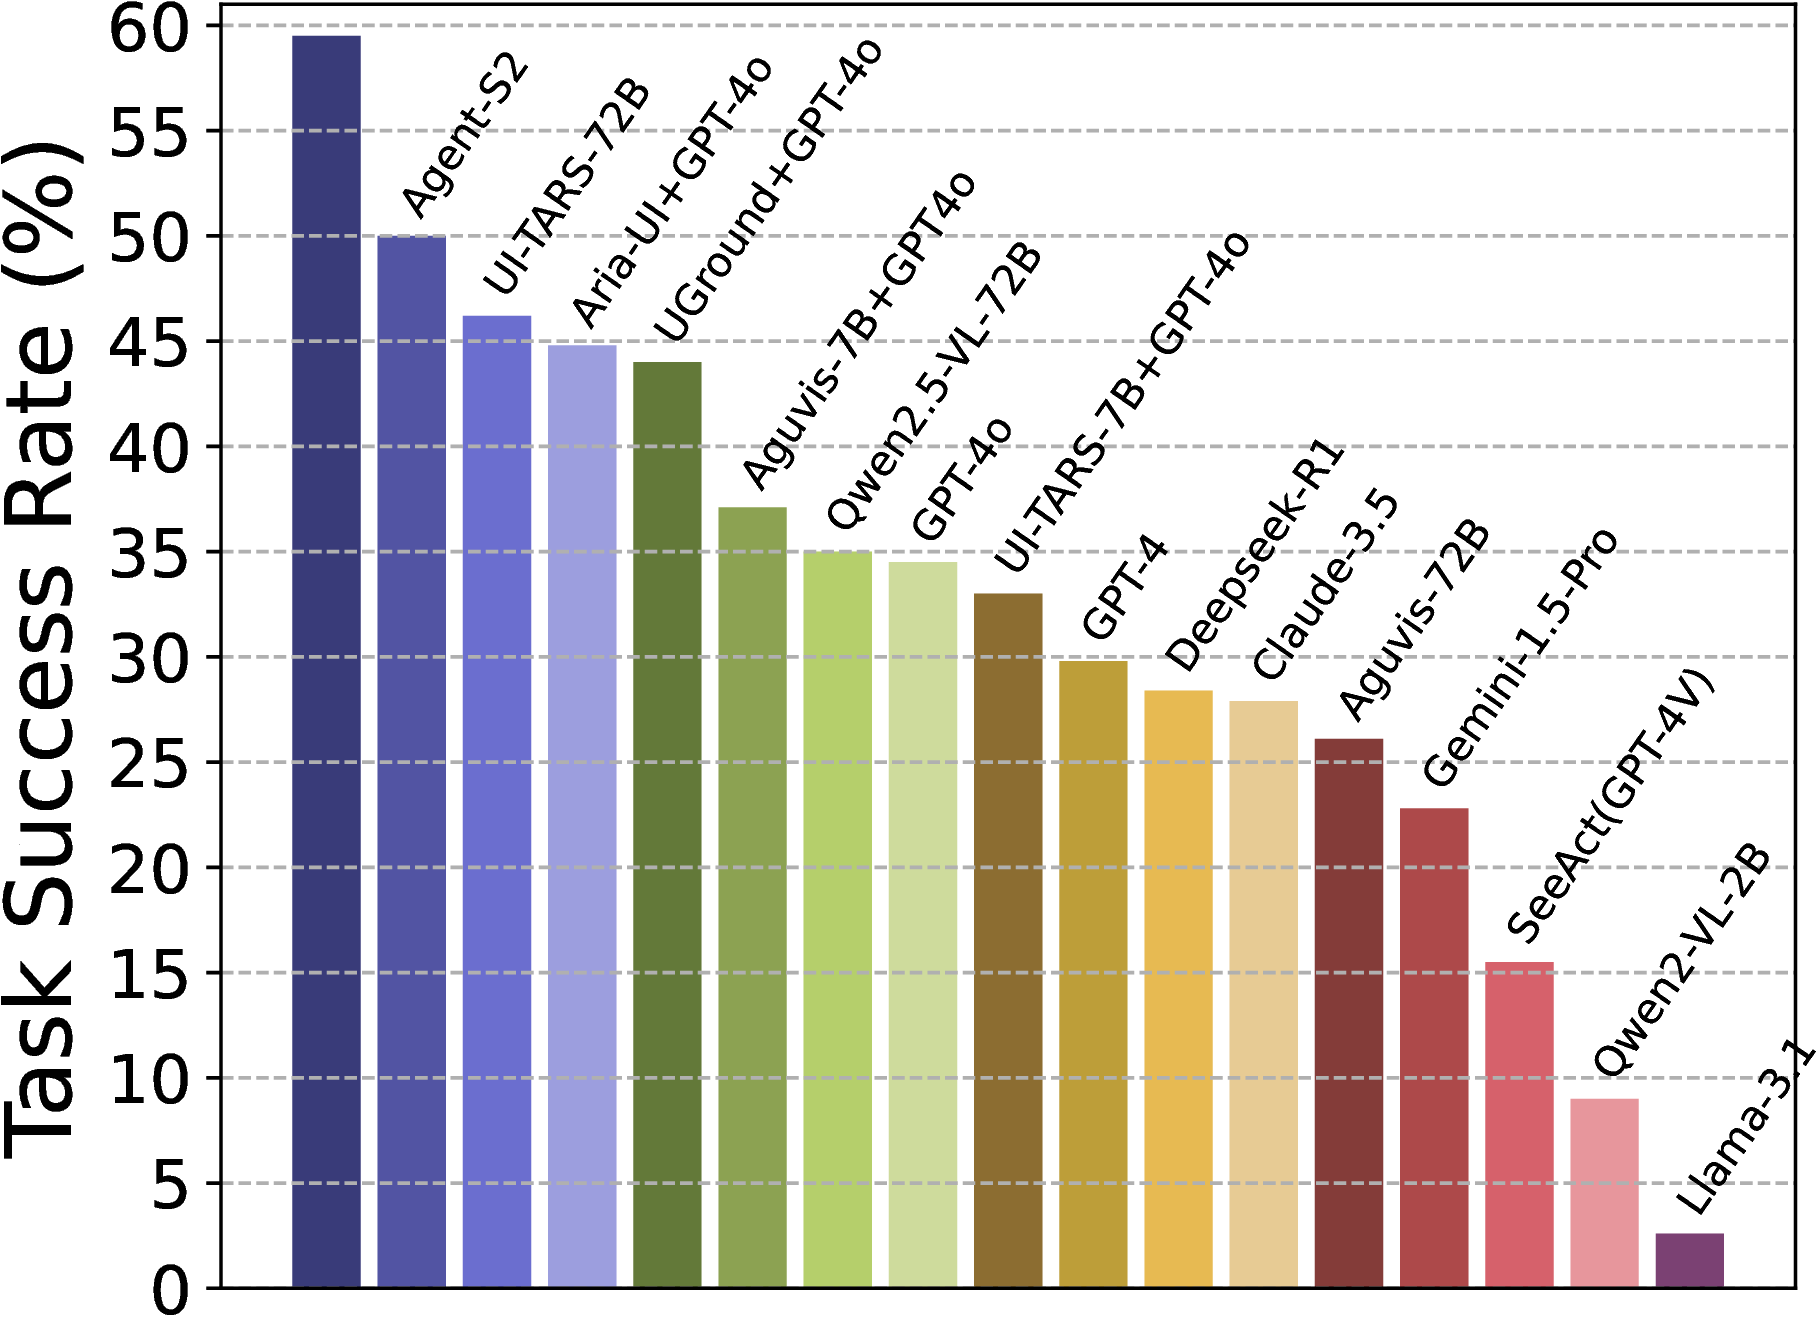 Task Success Rate (%)
60
55
50
45
40
35
30
25
20
15
10
5
0
Agent-S2
UI-TARS-72B
Aria-UI+GPT-4o
UGround+GPT-4o
Aguvis-7B+GPT4o
Qwen2.5-VL-72B
GPT-4o
UI-TARS-7B+GPT-4o
GPT-4
Deepseek-R1
Claude-3.5
Aguvis-72B
Gemini-1.5-Pro
SeeAct(GPT-4V)
Qwen2-VL-2B
Llama-3.1